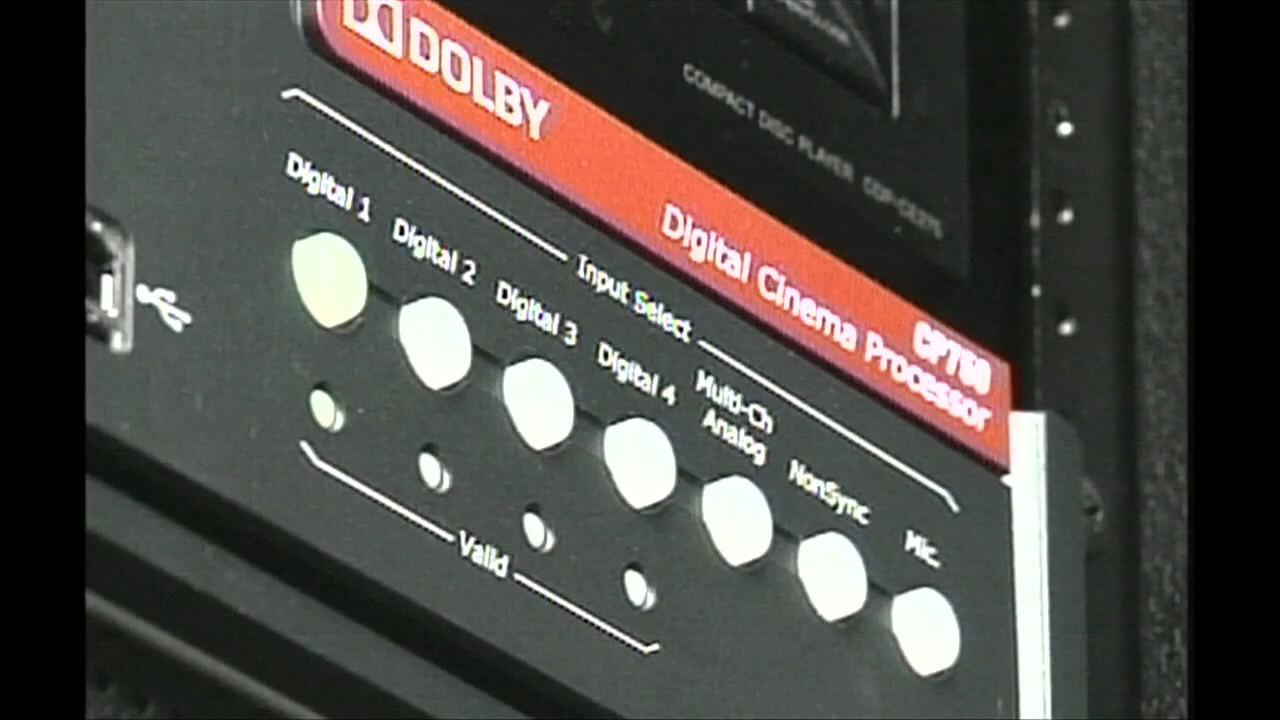 DOLBY
COMPACT DISC PLAYER
CP750
Digital Cinema Processor
Input Select
Digital 1
Digital 2
Digital 3
Digital 4
Multi-Ch
Analog
NonSync
Mic.
Valid